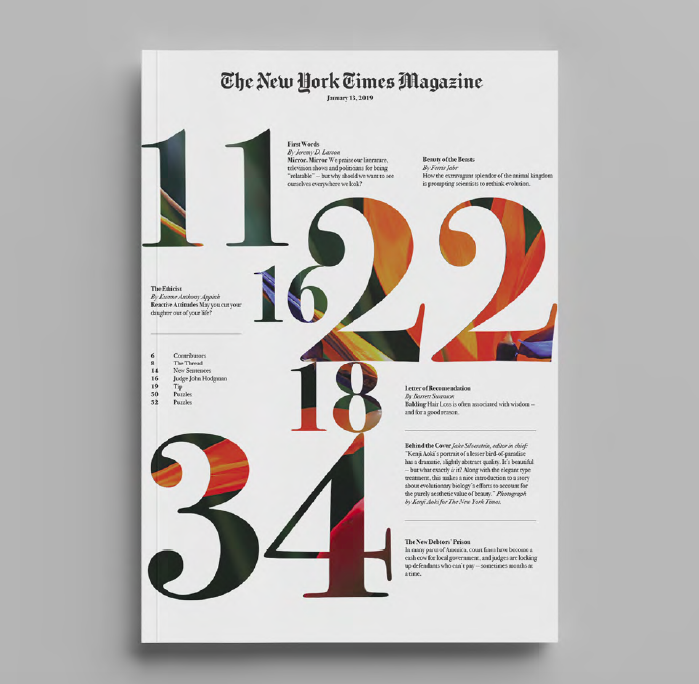 The New York Times Magazine
January 13, 2019
11
First Words
By Jeremy D. Larson
Mirror, Mirror We praise our literature,
television shows and politicians for being
"relatable" — but why should we want to see
ourselves everywhere we look?
Beauty of the Beasts
By Ferris Jabr
How the extravagant splendor of the animal kingdom
is prompting scientists to rethink evolution.
22
16
The Ethicist
By Kwame Anthony Appiah
Reactive Attitudes May you cut your
daughter out of your life?
6 Contributors
8 The Thread
14 New Sentences
16 Judge John Hodgman
19 Tip
50 Puzzles
52 Puzzles
18
Letter of Recomendation
By Barrett Swanson
Balding Hair Loss is often associated with wisdom —
and for a good reason.
34
Behind the Cover Jake Silverstein, editor in chief:
"Kenji Aoki's portrait of a lesser bird-of-paradise
has a dramatic, slightly abstract quality. It's beautiful
— but what exactly is it? Along with the elegant type
treatment, this makes a nice introduction to a story
about evolutionary biology's efforts to account for
the purely aesthetic value of beauty." Photograph
by Kenji Aoki for The New York Times.
The New Debtors' Prison
In many parts of America, court fines have become a
cash cow for local government, and judges are locking
up defendants who can't pay — sometimes months at
a time.